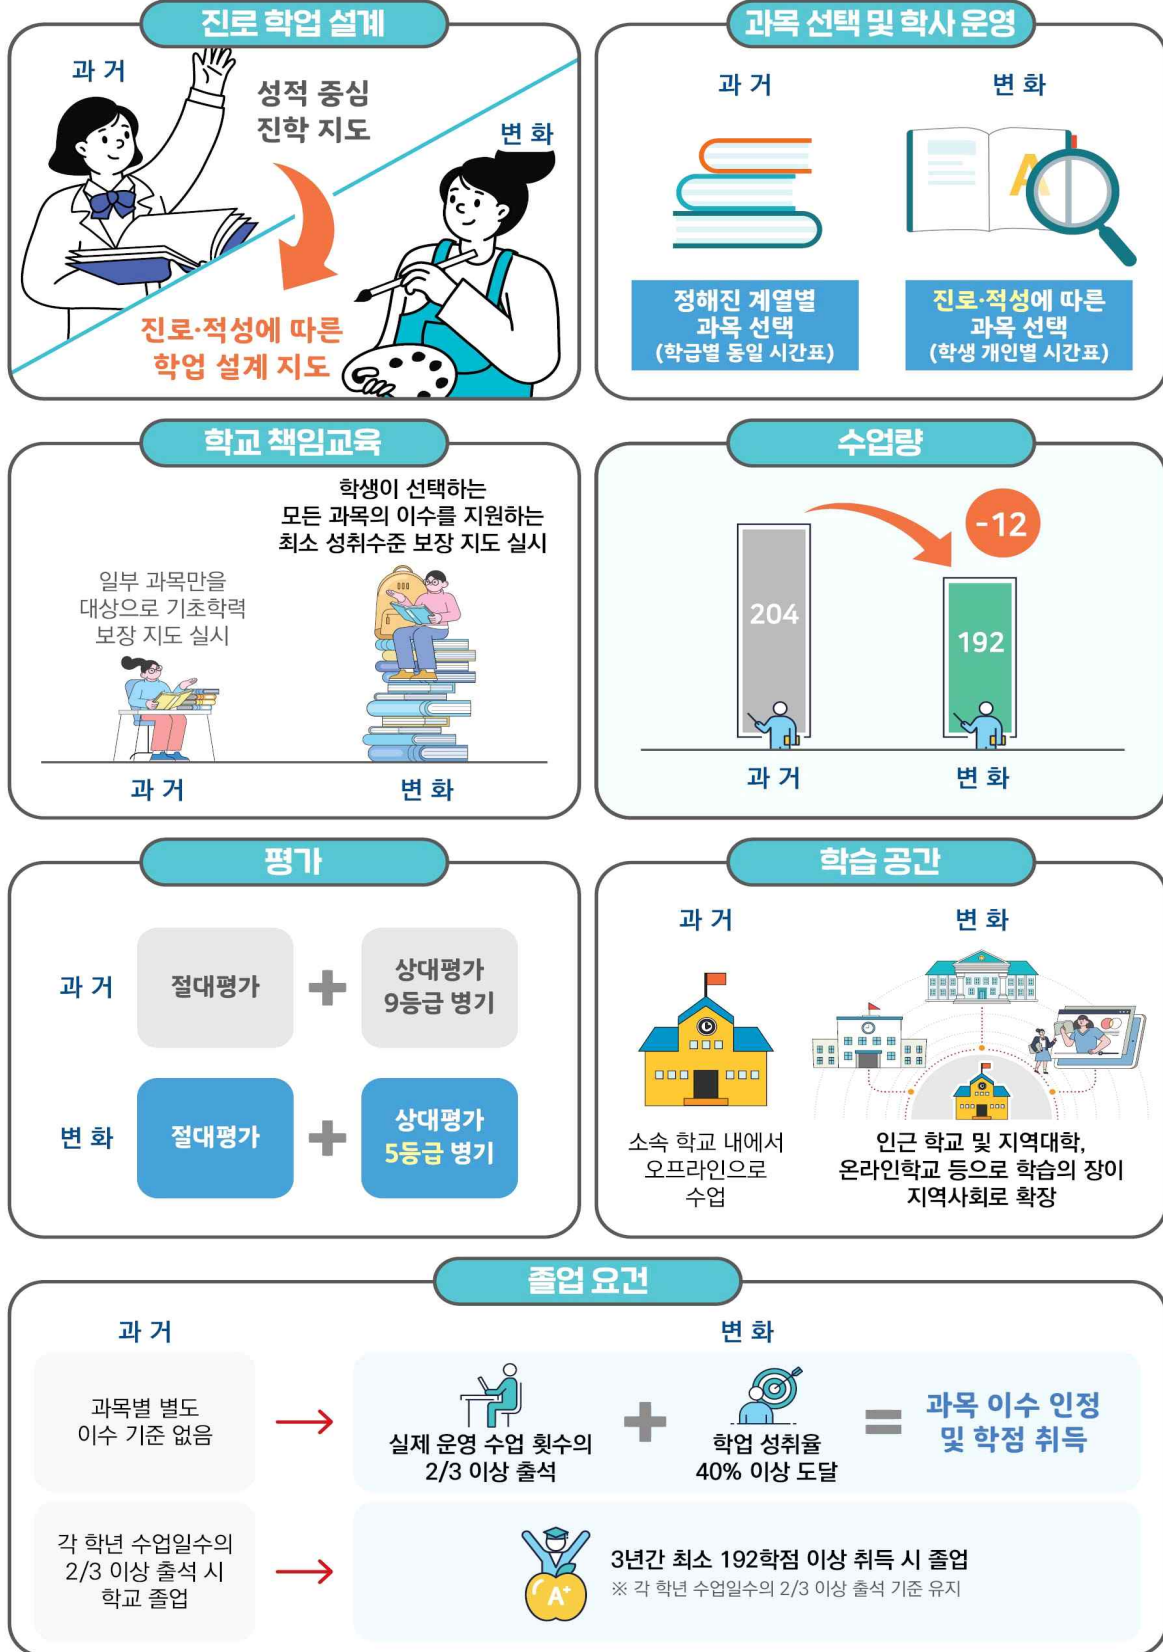 진로 학업 설계
과 거
성적 중심
진학 지도
변 화
진로·적성에 따른
학업 설계 지도
과목 선택 및 학사 운영
과 거
변 화
A
정해진 계열별
과목 선택
(학급별 동일 시간표)
진로·적성에 따른
과목 선택
(학생 개인별 시간표)
학교 책임교육
학생이 선택하는
모든 과목의 이수를 지원하는
최소 성취수준 보장 지도 실시
일부 과목만을
대상으로 기초학력
보장 지도 실시
과 거
변 화
수업량
-12
204
192
과 거
변 화
평가
과 거
절대평가
+
상대평가
9등급 병기
변 화
절대평가
+
상대평가
5등급 병기
학습 공간
과 거
변 화
소속 학교 내에서
오프라인으로
수업
인근 학교 및 지역대학,
온라인학교 등으로 학습의 장이
지역사회로 확장
졸업 요건
과 거
변 화
과목별 별도
이수 기준 없음
실제 운영 수업 횟수의
2/3 이상 출석
+
학업 성취율
40% 이상 도달
=
과목 이수 인정
및 학점 취득
각 학년 수업일수의
2/3 이상 출석 시
학교 졸업
A+
3년간 최소 192학점 이상 취득 시 졸업
※ 각 학년 수업일수의 2/3 이상 출석 기준 유지